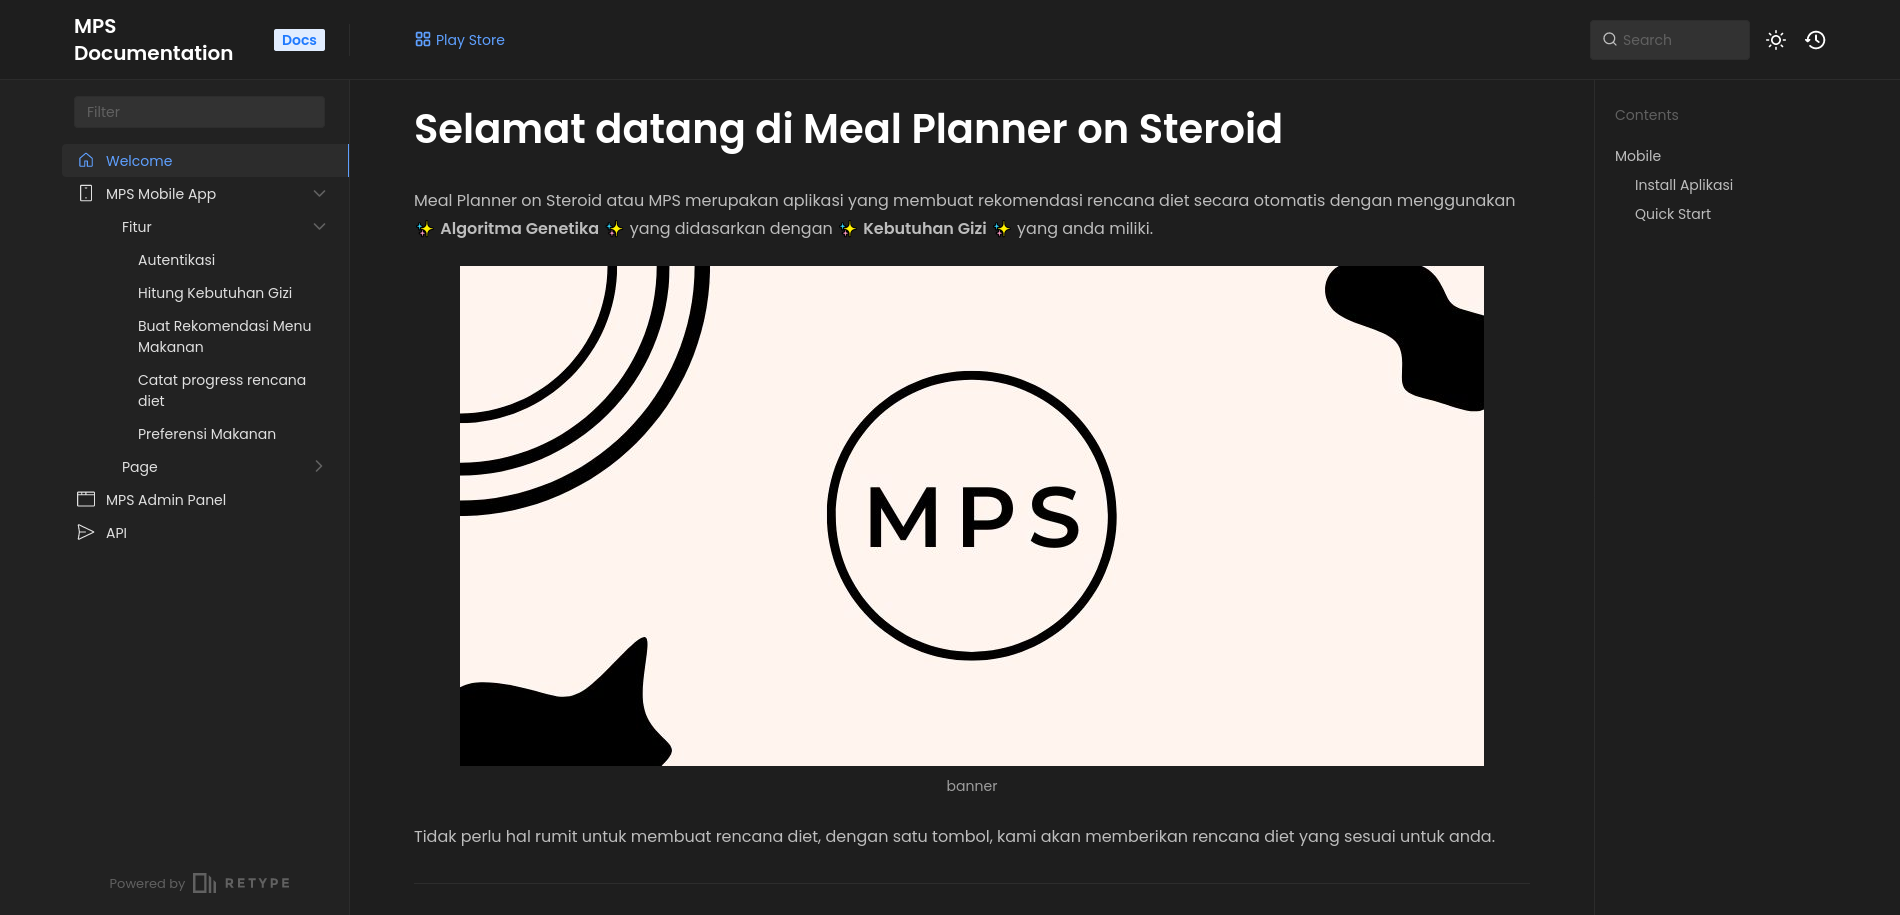 MPS
Documentation
Docs
Play Store
Search
Filter
Welcome
MPS Mobile App
Fitur
Autentikasi
Hitung Kebutuhan Gizi
Buat Rekomendasi Menu
Makanan
Catat progress rencana
diet
Preferensi Makanan
Page
MPS Admin Panel
API
Powered by RETYPE
Selamat datang di Meal Planner on Steroid
Meal Planner on Steroid atau MPS merupakan aplikasi yang membuat rekomendasi rencana diet secara otomatis dengan menggunakan
✨ Algoritma Genetika ✨ yang didasarkan dengan ✨ Kebutuhan Gizi ✨ yang anda miliki.
MPS
banner
Tidak perlu hal rumit untuk membuat rencana diet, dengan satu tombol, kami akan memberikan rencana diet yang sesuai untuk anda.
Contents
Mobile
Install Aplikasi
Quick Start